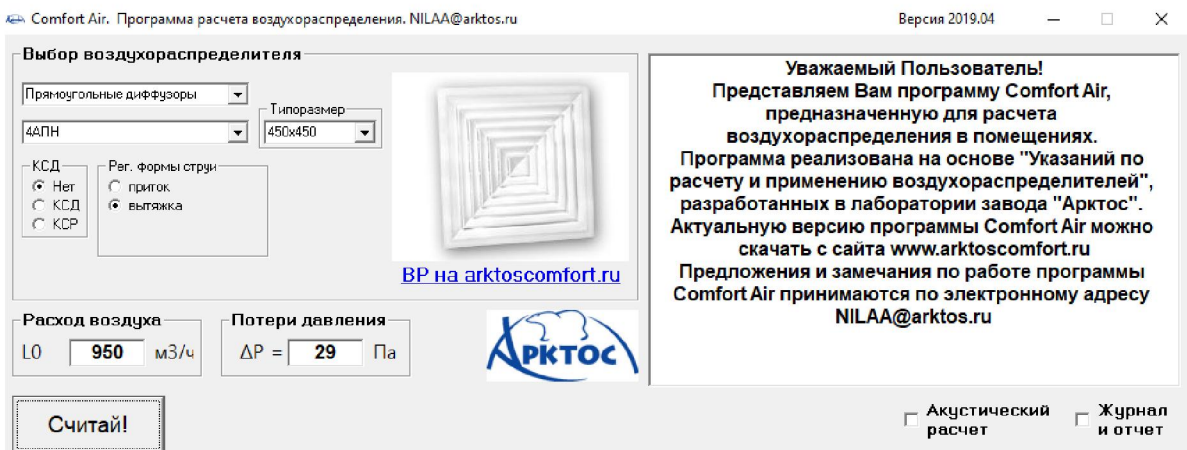 Comfort Air. Программа расчета воздухораспределения. NILAA@arktos.ru
Версия 2019.04
Выбор воздухораспределителя
Прямоугольные диффузоры
4АПН
Типоразмер
450x450
КСД
Нет
КСД
КСР
Рег. формы струи
приток
вытяжка
ВР на arktoscomfort.ru
Расход воздуха
L0 950 м3/ч
Потери давления
ΔP = 29 Па
АРКТОС
Считай!
Уважаемый Пользователь!
Представляем Вам программу Comfort Air,
предназначенную для расчета
воздухораспределения в помещениях.
Программа реализована на основе "Указаний по
расчету и применению воздухораспределителей",
разработанных в лаборатории завода "Арктос".
Актуальную версию программы Comfort Air можно
скачать с сайта www.arktoscomfort.ru
Предложения и замечания по работе программы
Comfort Air принимаются по электронному адресу
NILAA@arktos.ru
Акустический
расчет
Журнал
и отчет